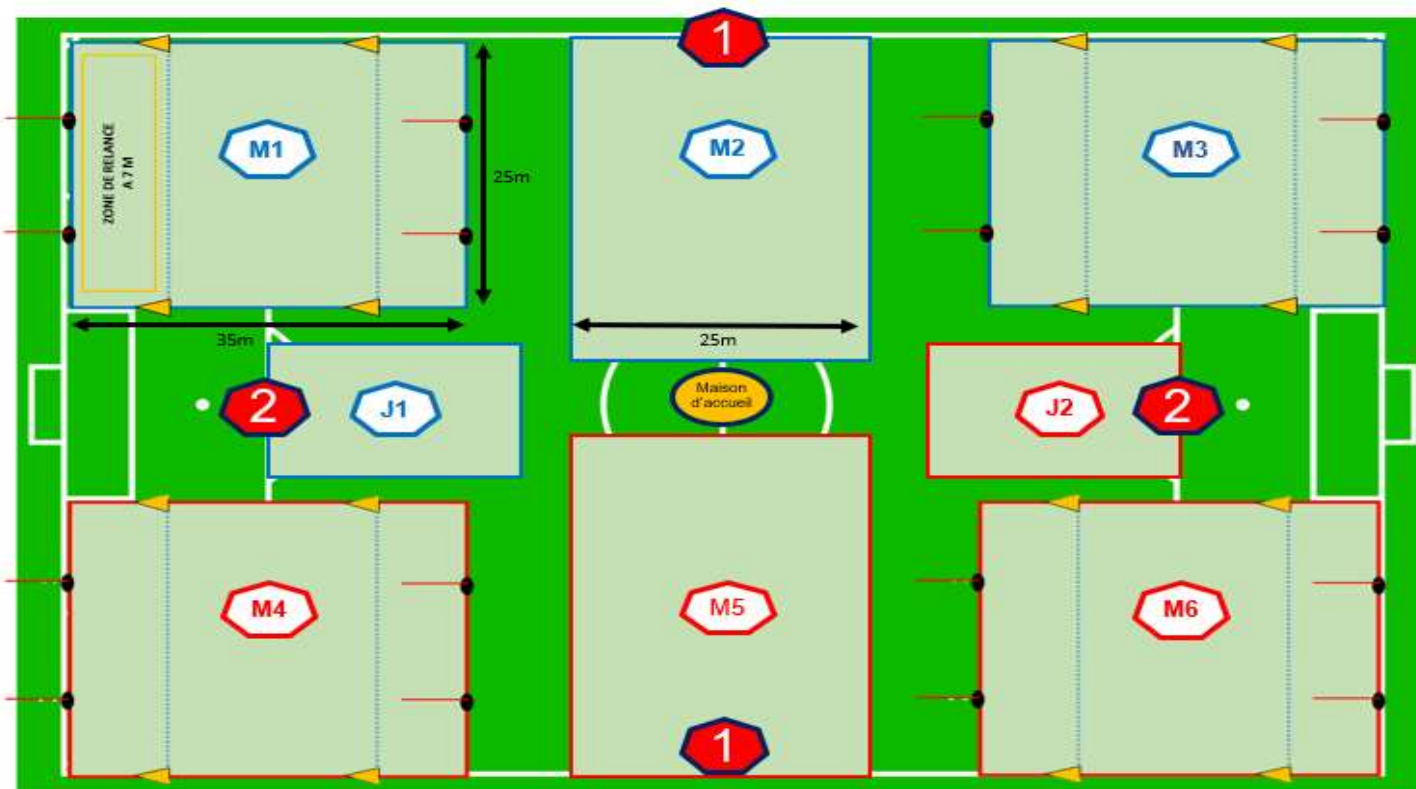 1
ZONE DE RELANCE
A 7 M
M1
M2
M3
25m
35m
25m
2
J1
Maison
d'accueil
J2
2
M4
M5
M6
1